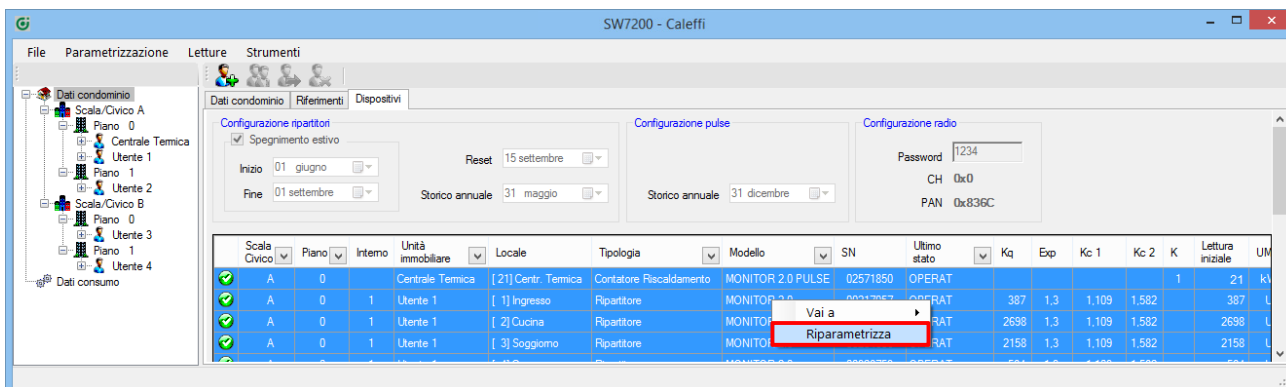 SW7200 - Caleffi
File Parametrizzazione Letture Strumenti
Dati condominio
Scala/Civico A
Piano 0
Centrale Termica
Utente 1
Piano 1
Utente 2
Scala/Civico B
Piano 0
Utente 3
Piano 1
Utente 4
Dati consumo
Dati condominio Riferimenti Dispositivi
Configurazione ripartitori
Spegnimento estivo
Inizio 01 giugno
Fine 01 settembre
Reset 15 settembre
Storico annuale 31 maggio
Configurazione pulse
Storico annuale 31 dicembre
Configurazione radio
Password 1234
CH 0x0
PAN 0x836C
Scala Civico Piano Interno Unità immobiliare Locale Tipologia Modello SN Ultimo stato Kq Exp Kc 1 Kc 2 K Lettura iniziale UM
A 0 Centrale Termica [ 21] Centr. Termica Contatore Riscaldamento MONITOR 2.0 PULSE 02571850 OPERAT 1 21
A 0 1 Utente 1 [ 1] Ingresso Ripartitore 387 1,3 1,109 1,582 387
A 0 1 Utente 1 [ 2] Cucina Ripartitore 2698 1,3 1,109 1,582 2698
A 0 1 Utente 1 [ 3] Soggiorno Ripartitore 2158 1,3 1,109 1,582 2158
Vai a
Riparametrizza